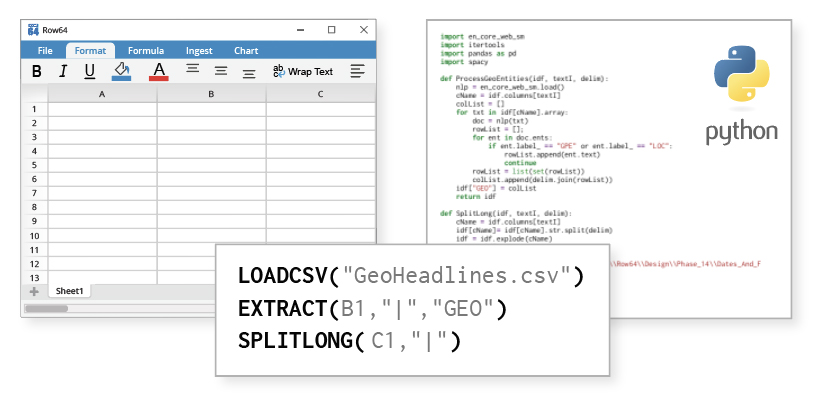 Row64
File Format Formula Ingest Chart
B I U A Wrap Text
A B C
1
2
3
4
5
6
7
8
9
10
11
12
13
Sheet1
import en_core_web_sm
import itertools
import pandas as pd
import spacy
def ProcessGeoEntities(idf, textI, delim):
nlp = en_core_web_sm.load()
cName = idf.columns[textI]
colList = []
for txt in idf[cName].array:
doc = nlp(txt)
rowList = [];
for ent in doc.ents:
if ent.label_ == "GPE" or ent.label_ == "LOC":
rowList.append(ent.text)
continue
rowList = list(set(rowList))
colList.append(delim.join(rowList))
idf["GEO"] = colList
return idf
def SplitLong(idf, textI, delim):
cName = idf.columns[textI]
idf[cName]= idf[cName].str.split(delim)
idf = idf.explode(cName)
\\Row64\\Design\\Phase_14\\Dates_And_F
python
LOADCSV("GeoHeadlines.csv")
EXTRACT(B1,"|","GEO")
SPLITLONG(C1,"|")